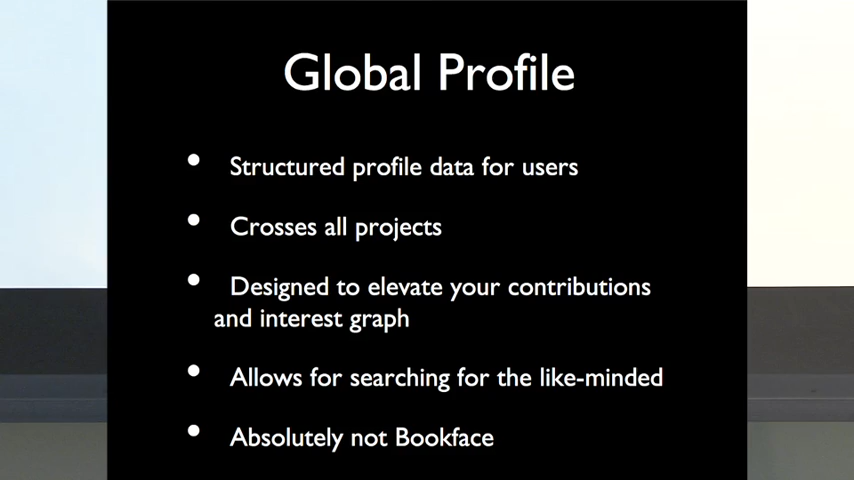 Global Profile
• Structured profile data for users
• Crosses all projects
• Designed to elevate your contributions
and interest graph
• Allows for searching for the like-minded
• Absolutely not Bookface